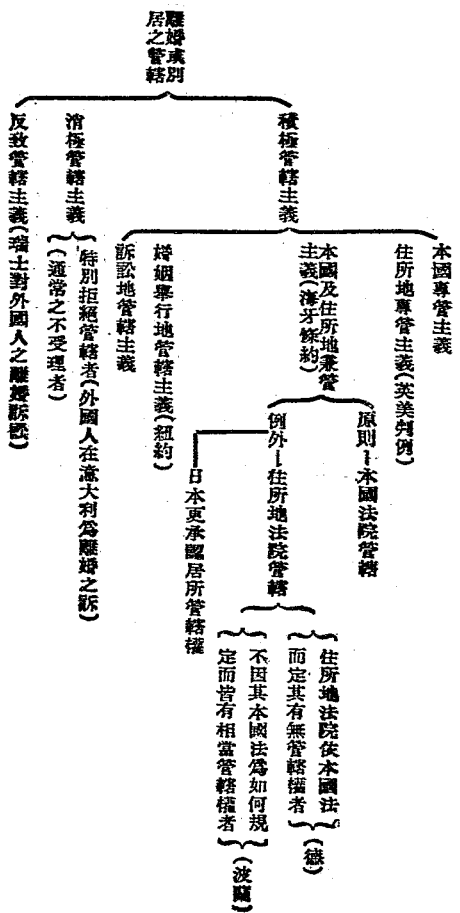 離婚或別
居之管轄
積極管轄主義
本國專管主義
住所地專管主義(英美判例)
本國及住所地兼管
主義(海牙條約)
原則—本國法院管轄
例外—住所地法院管轄
住所地法院依本國法
而定其有無管轄權者
(德)
不因其本國法爲如何規
定而皆有相當管轄權者
(波蘭)
日本更承認居所管轄權
婚姻舉行地管轄主義(紐約)
訴訟地管轄主義
消極管轄主義
特別拒絕管轄者(外國人在意大利爲離婚之訴)
(通常之不受理者)
反致管轄主義(瑞士對外國人之離婚訴訟)